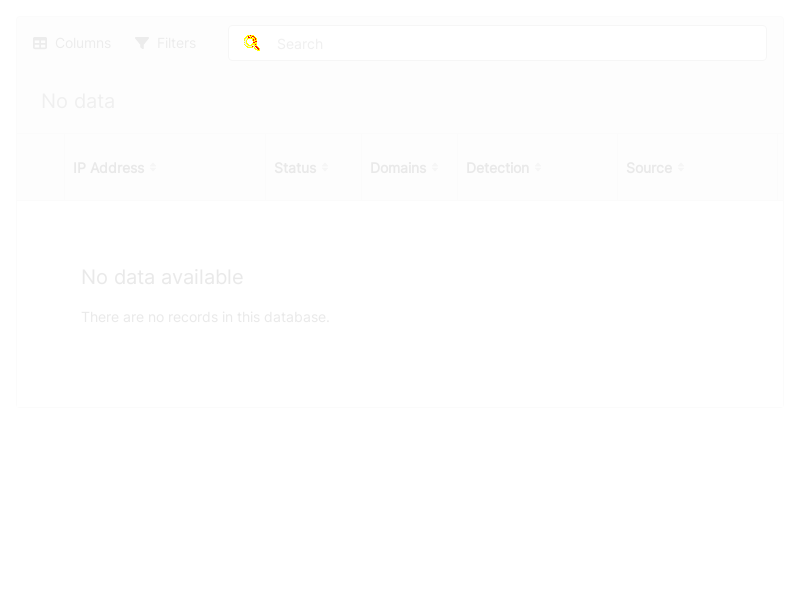 Columns Filters Search
No data
IP Address Status Domains Detection Source
No data available
There are no records in this database.